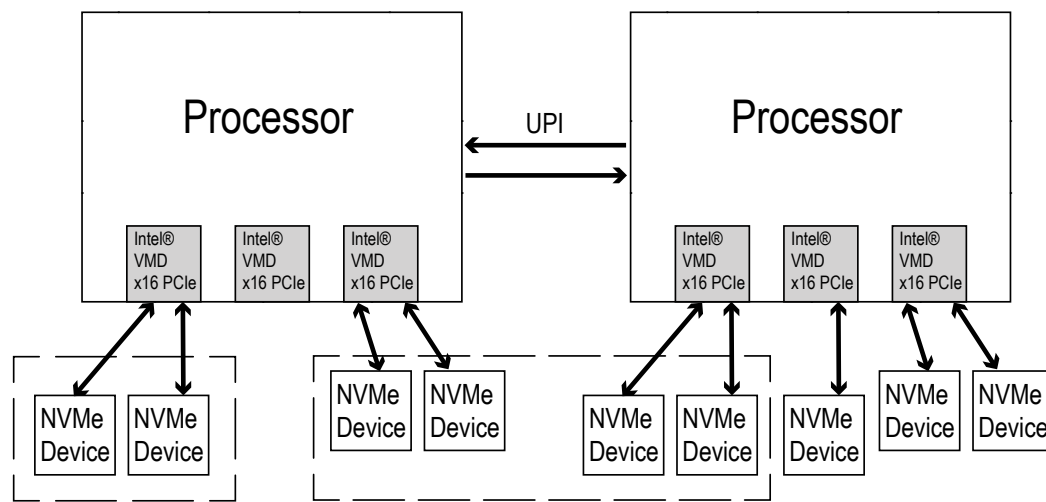 Processor
UPI
Processor
Intel®
VMD
x16 PCIe
Intel®
VMD
x16 PCIe
Intel®
VMD
x16 PCIe
Intel®
VMD
x16 PCIe
Intel®
VMD
x16 PCIe
Intel®
VMD
x16 PCIe
NVMe
Device
NVMe
Device
NVMe
Device
NVMe
Device
NVMe
Device
NVMe
Device
NVMe
Device
NVMe
Device
NVMe
Device